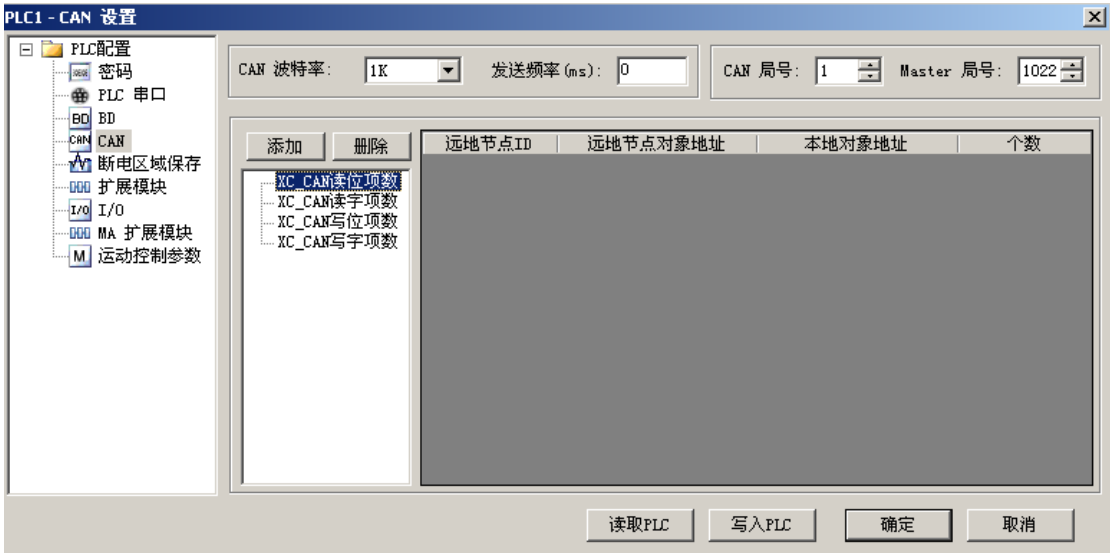 PLC1 - CAN 设置
PLC配置
密码
PLC 串口
BD BD
CAN CAN
断电区域保存
扩展模块
I/O I/O
MA 扩展模块
M 运动控制参数
CAN 波特率: 1K 发送频率(ms): 0 CAN 局号: 1 Master 局号: 1022
添加 删除
XC_CAN读位项数
XC_CAN读字项数
XC_CAN写位项数
XC_CAN写字项数
远地节点ID 远地节点对象地址 本地对象地址 个数
读取PLC 写入PLC 确定 取消